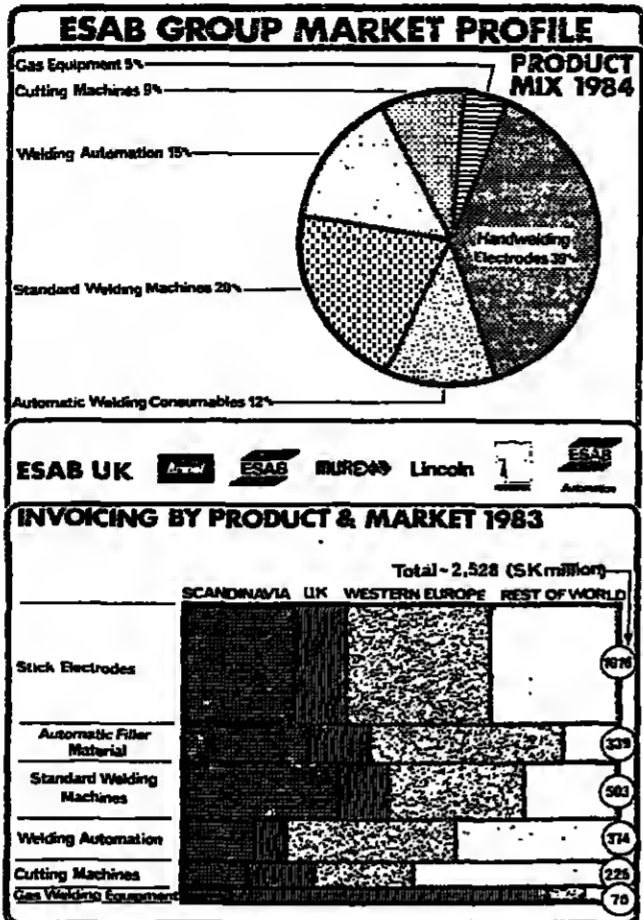 ESAB GROUP MARKET PROFILE
PRODUCT
MIX 1984
Gas Equipment 5%
Cutting Machines 9%
Welding Automation 15%
Handwelding
Electrodes 39%
Standard Welding Machines 20%
Automatic Welding Consumables 12%
ESAB UK
ESAB
MUREX
Lincoln
ESAB
Automation
INVOICING BY PRODUCT & MARKET 1983
Total - 2,528 (SK million)
SCANDINAVIA UK WESTERN EUROPE REST OF WORLD
Stick Electrodes
1016
Automatic Filler
Material
339
Standard Welding
Machines
503
Welding Automation
374
Cutting Machines
225
Gas Welding Equipment
70